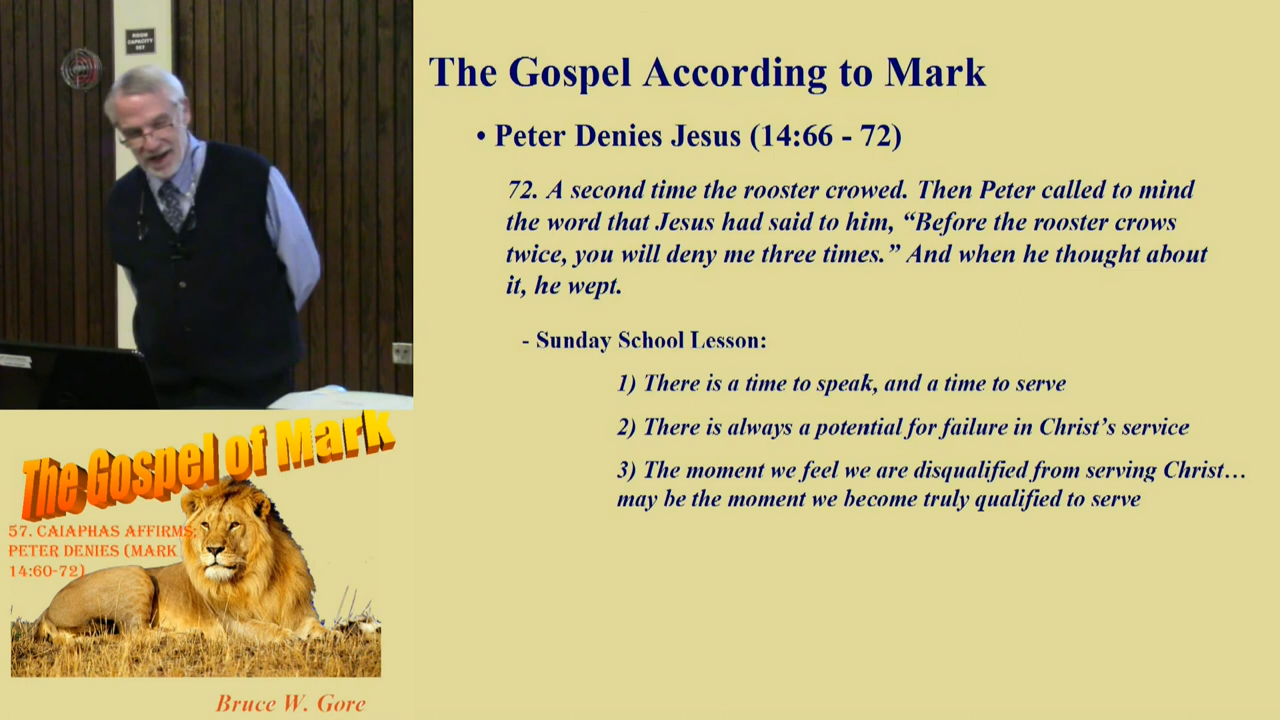 ROOM
CAPACITY
The Gospel According to Mark
• Peter Denies Jesus (14:66 - 72)
72. A second time the rooster crowed. Then Peter called to mind
the word that Jesus had said to him, “Before the rooster crows
twice, you will deny me three times.” And when he thought about
it, he wept.
- Sunday School Lesson:
1) There is a time to speak, and a time to serve
2) There is always a potential for failure in Christ’s service
3) The moment we feel we are disqualified from serving Christ…
may be the moment we become truly qualified to serve
The Gospel of Mark
57. CAIAPHAS AFFIRMS;
PETER DENIES (MARK
14:60-72)
Bruce W. Gore